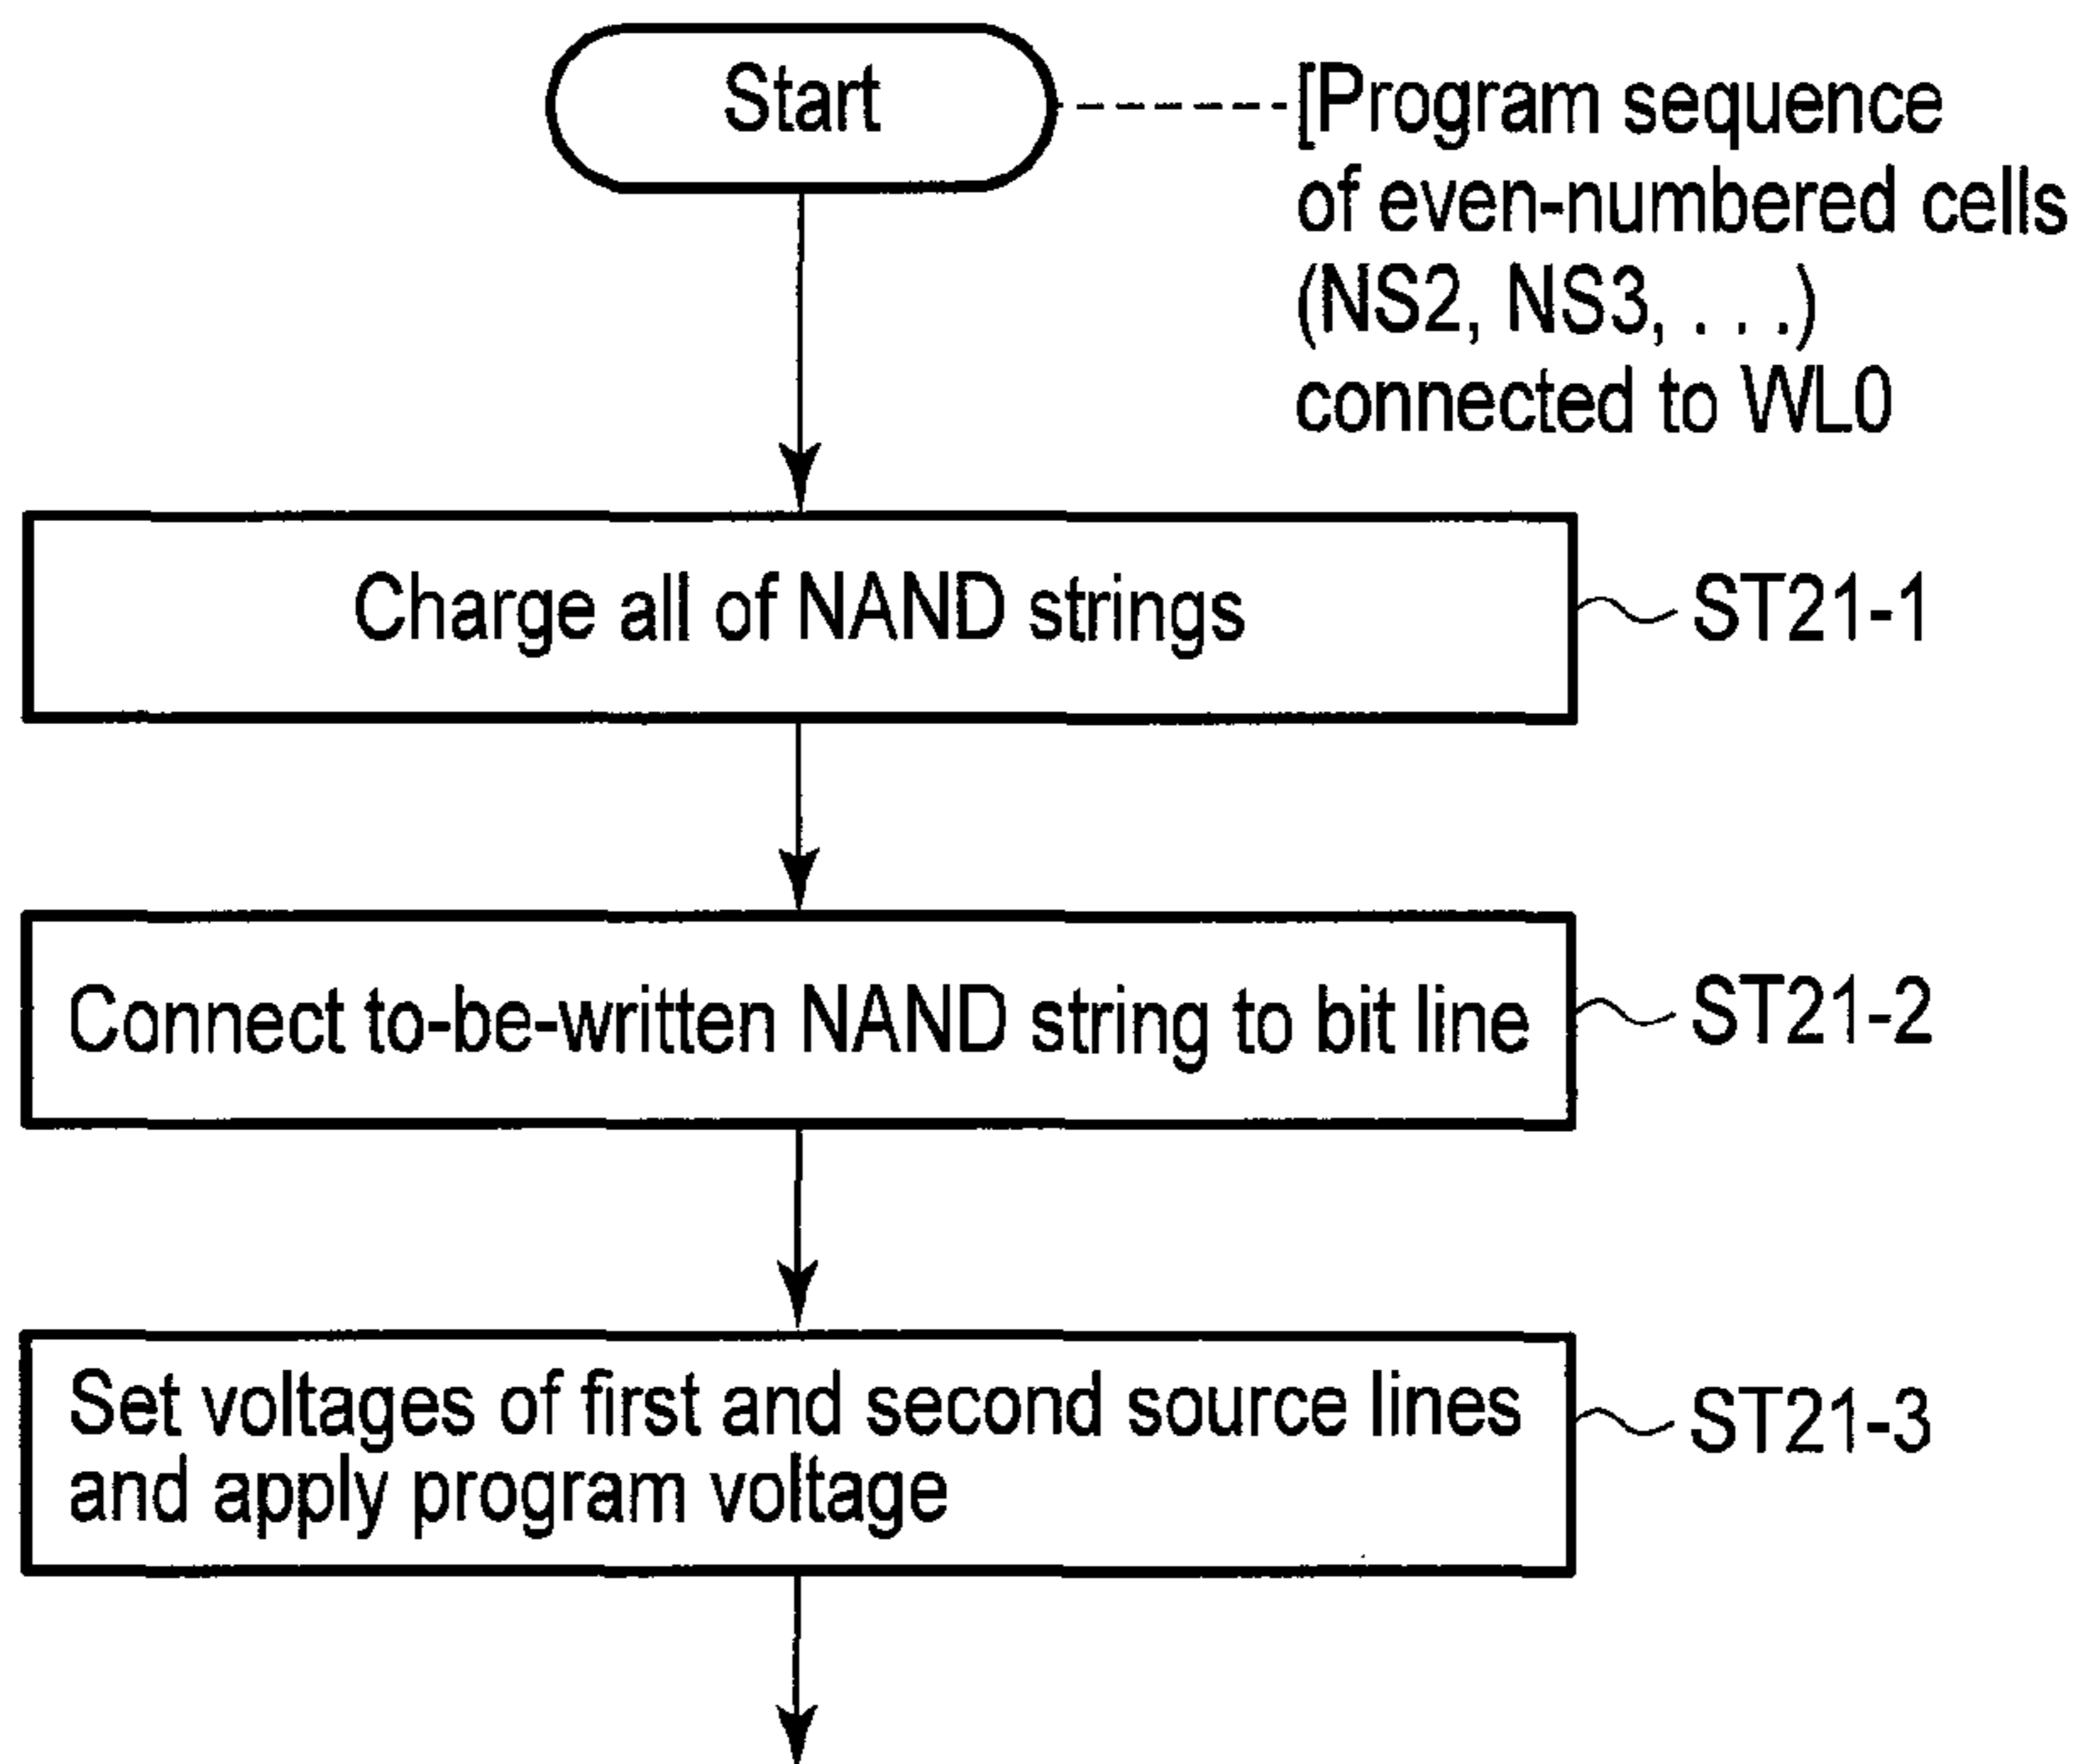 Start
[Program sequence
of even-numbered cells
(NS2, NS3, . . .)
connected to WL0
Charge all of NAND strings
ST21-1
Connect to-be-written NAND string to bit line
ST21-2
Set voltages of first and second source lines
and apply program voltage
ST21-3